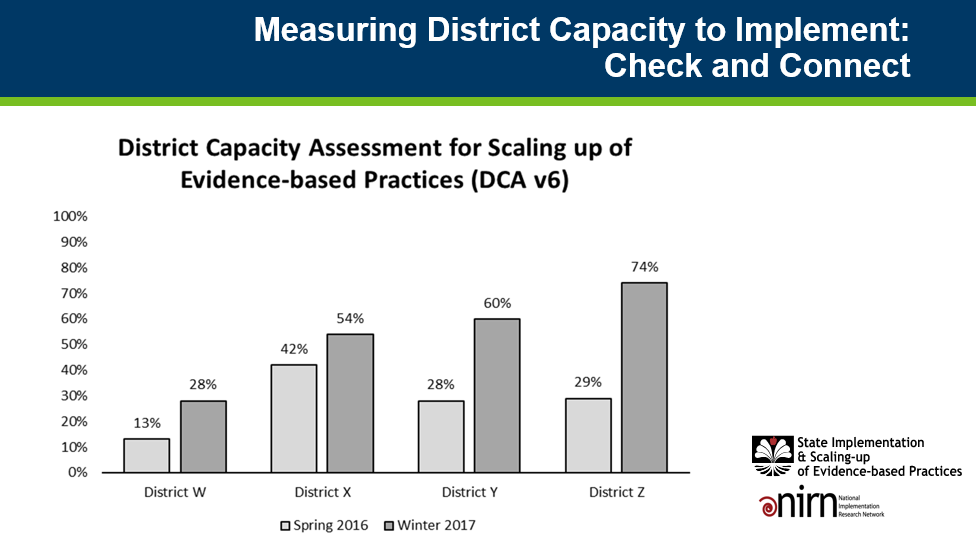 Measuring District Capacity to Implement:
Check and Connect
District Capacity Assessment for Scaling up of
Evidence-based Practices (DCA v6)
100%
90%
80%
70%
60%
50%
40%
30%
20%
10%
0%
13%
28%
42%
54%
28%
60%
29%
74%
District W
District X
District Y
District Z
Spring 2016
Winter 2017
State Implementation
& Scaling-up
of Evidence-based Practices
nirn
National
Implementation
Research Network